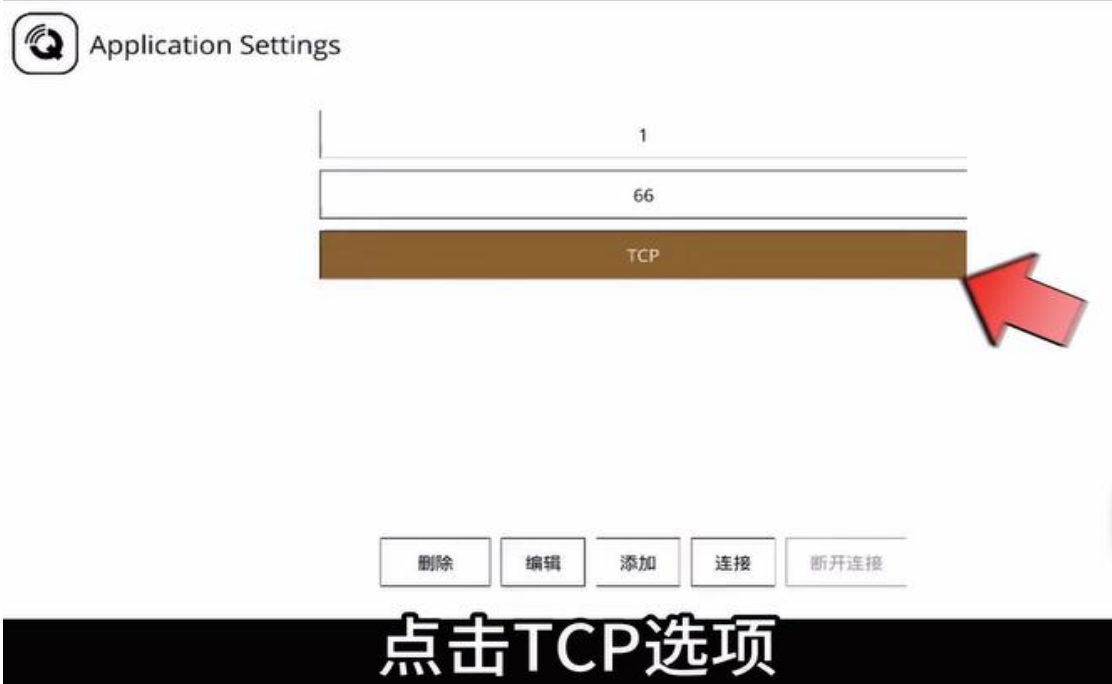 Application Settings
1
66
TCP
删除 编辑 添加 连接 断开连接
点击TCP选项